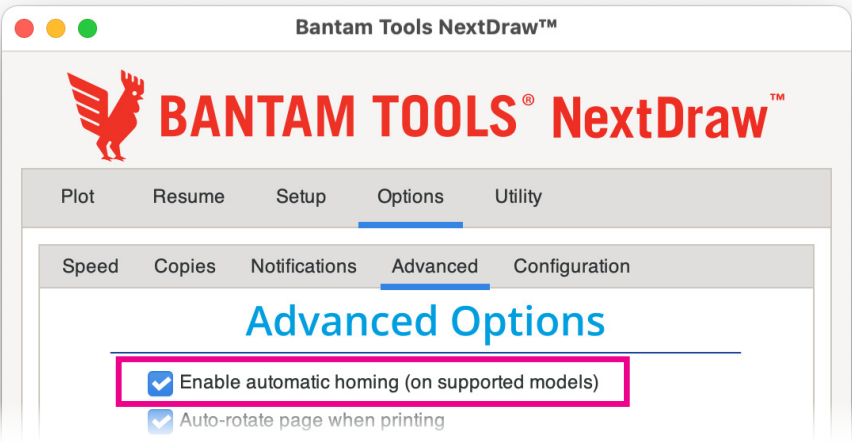 Bantam Tools NextDraw™
BANTAM TOOLS® NextDraw™
Plot Resume Setup Options Utility
Speed Copies Notifications Advanced Configuration
Advanced Options
Enable automatic homing (on supported models)
Auto-rotate page when printing